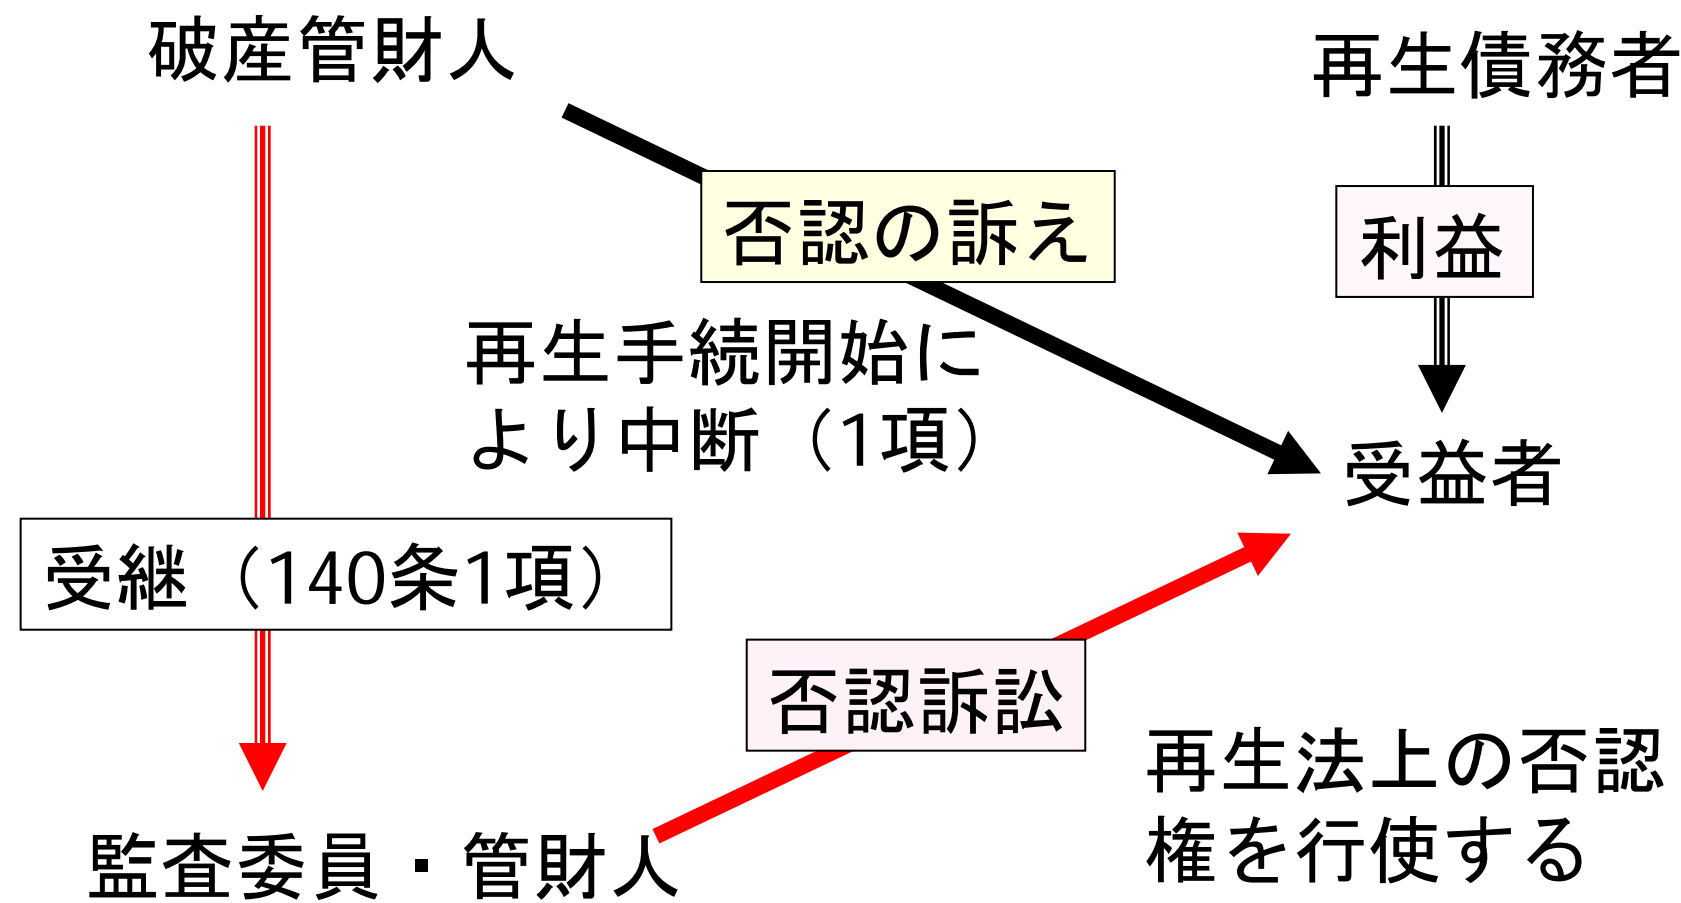 破産管財人
再生債務者
否認の訴え
利益
再生手続開始に
より中断（1項）
受益者
受継（140条1項）
否認訴訟
再生法上の否認
権を行使する
監査委員・管財人